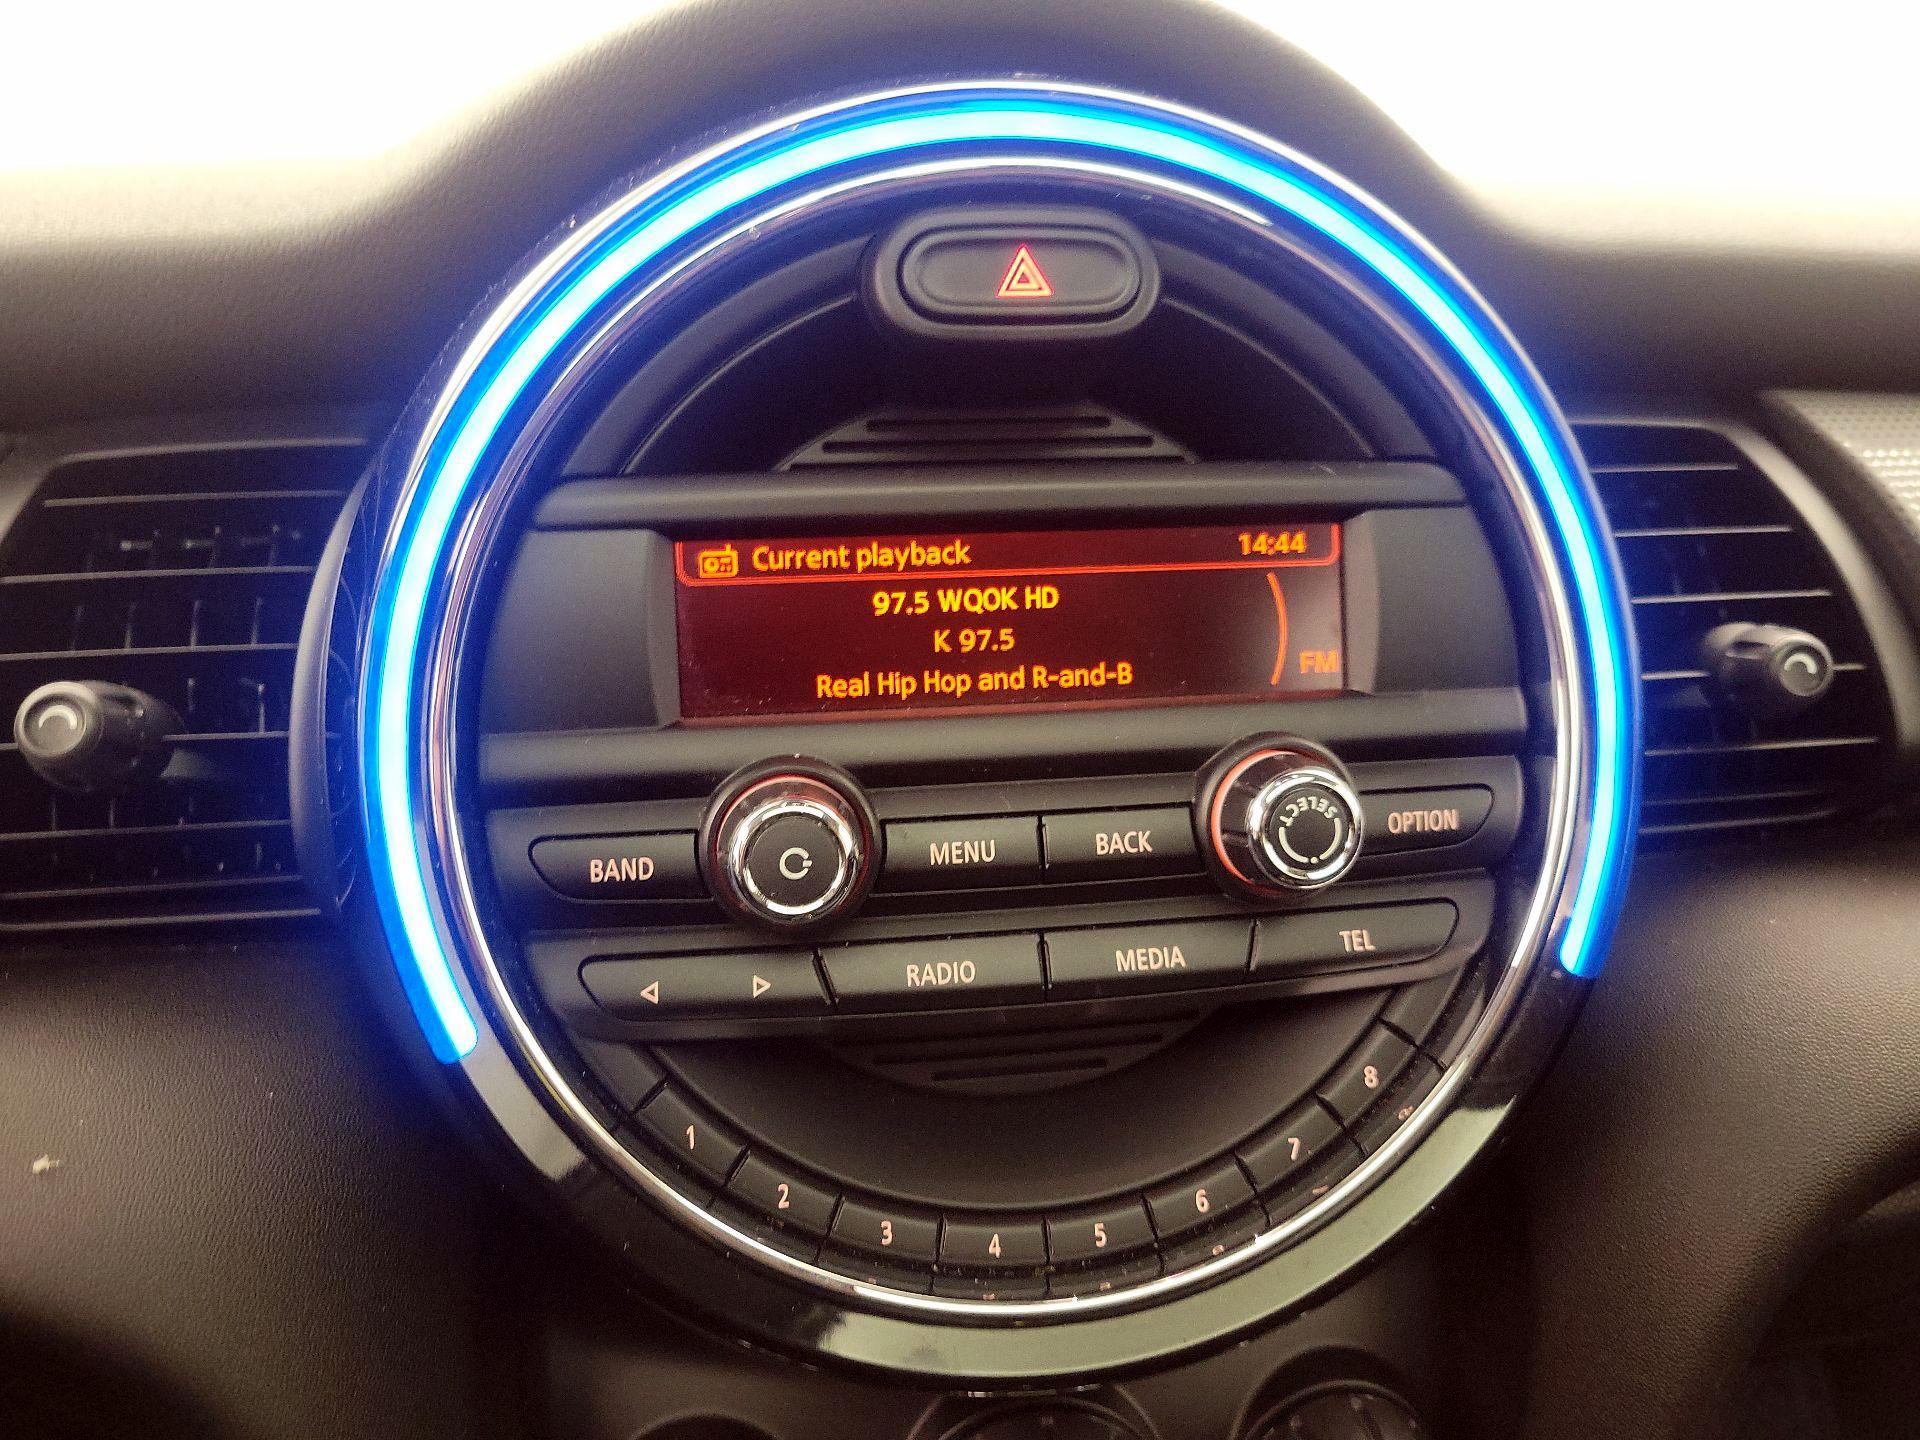 Current playback 14:44
97.5 WQOK HD
K 97.5
Real Hip Hop and R-and-B
FM
BAND MENU BACK SELECT OPTION
RADIO MEDIA TEL
1 2 3 4 5 6 7 8